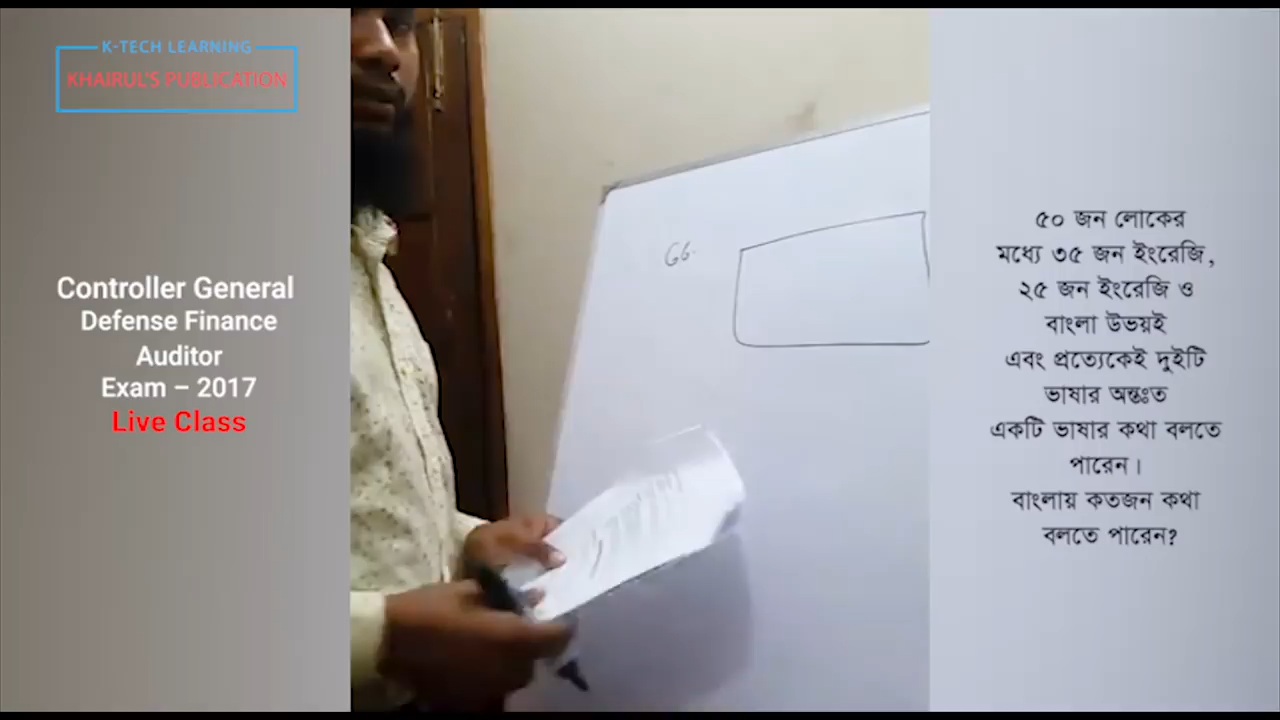 K-TECH LEARNING
KHAIRUL'S PUBLICATION
Controller General
Defense Finance
Auditor
Exam – 2017
Live Class
66.
৫০ জন লোকের
মধ্যে ৩৫ জন ইংরেজি,
২৫ জন ইংরেজি ও
বাংলা উভয়ই
এবং প্রত্যেকেই দুইটি
ভাষার অন্তঃত
একটি ভাষার কথা বলতে
পারেন।
বাংলায় কতজন কথা
বলতে পারেন?